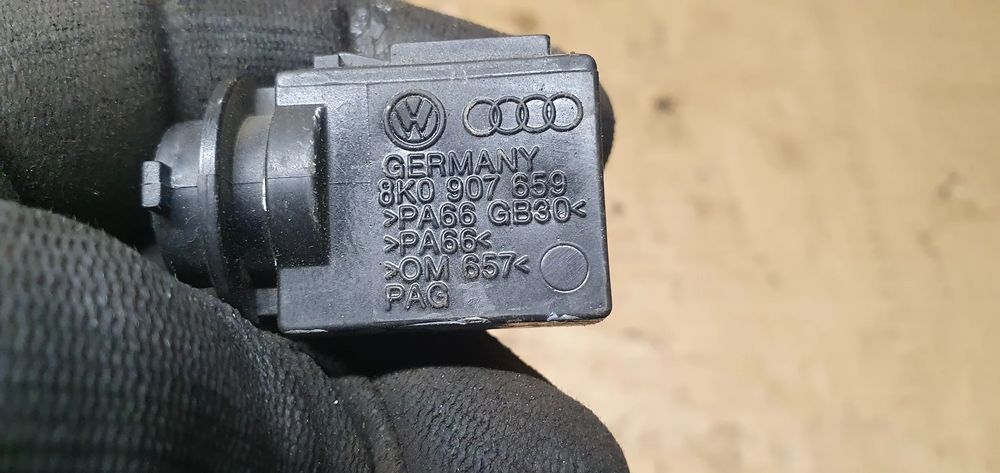 GERMANY
8K0 907 659
>PA66 GB30<
>PA66<
>OM 657<
PAG